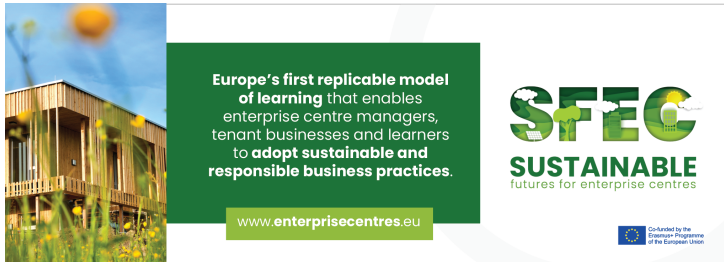 Europe's first replicable model
of learning that enables
enterprise centre managers,
tenant businesses and learners
to adopt sustainable and
responsible business practices.
www.enterprisecentres.eu
SFEC
SUSTAINABLE
futures for enterprise centres
Co-funded by the
Erasmus+ Programme
of the European Union